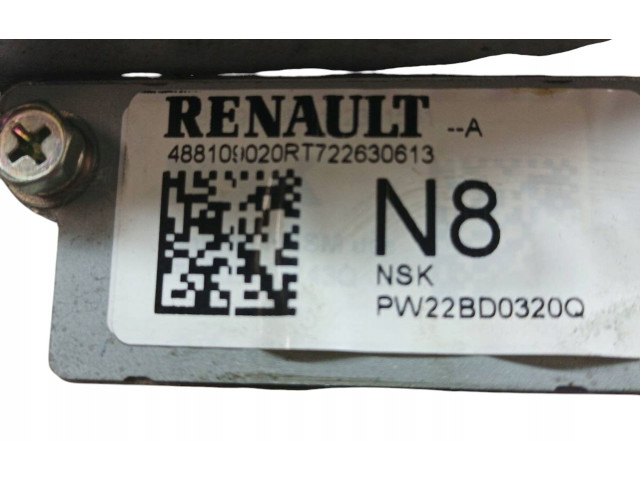 RENAULT --A
488109020RT722630613
N8
NSK
PW22BD0320Q